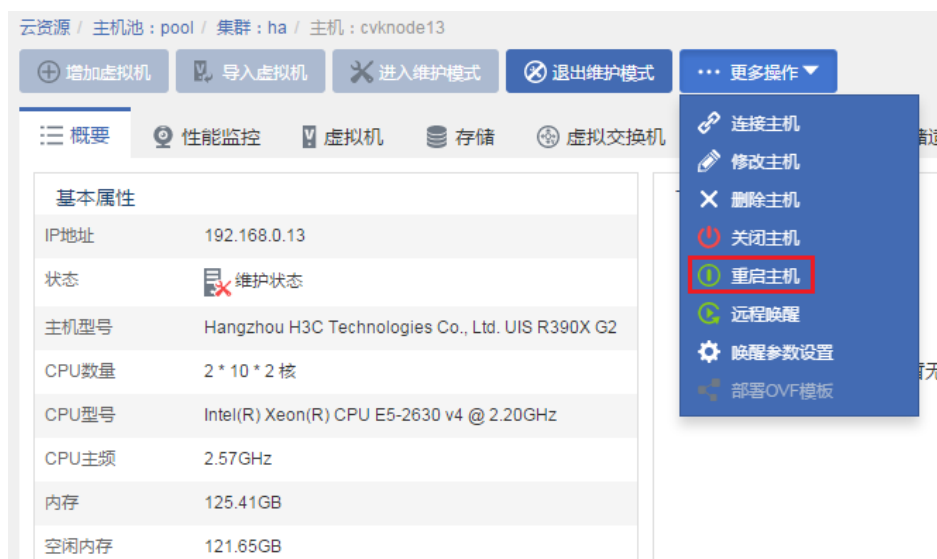 云资源 / 主机池：pool / 集群：ha / 主机：cvknode13
增加虚拟机 导入虚拟机 进入维护模式 退出维护模式 ••• 更多操作
概要 性能监控 虚拟机 存储 虚拟交换机
连接主机
修改主机
删除主机
关闭主机
重启主机
远程唤醒
唤醒参数设置
部署OVF模板
基本属性
IP地址 192.168.0.13
状态 维护状态
主机型号 Hangzhou H3C Technologies Co., Ltd. UIS R390X G2
CPU数量 2 * 10 * 2 核
CPU型号 Intel(R) Xeon(R) CPU E5-2630 v4 @ 2.20GHz
CPU主频 2.57GHz
内存 125.41GB
空闲内存 121.65GB